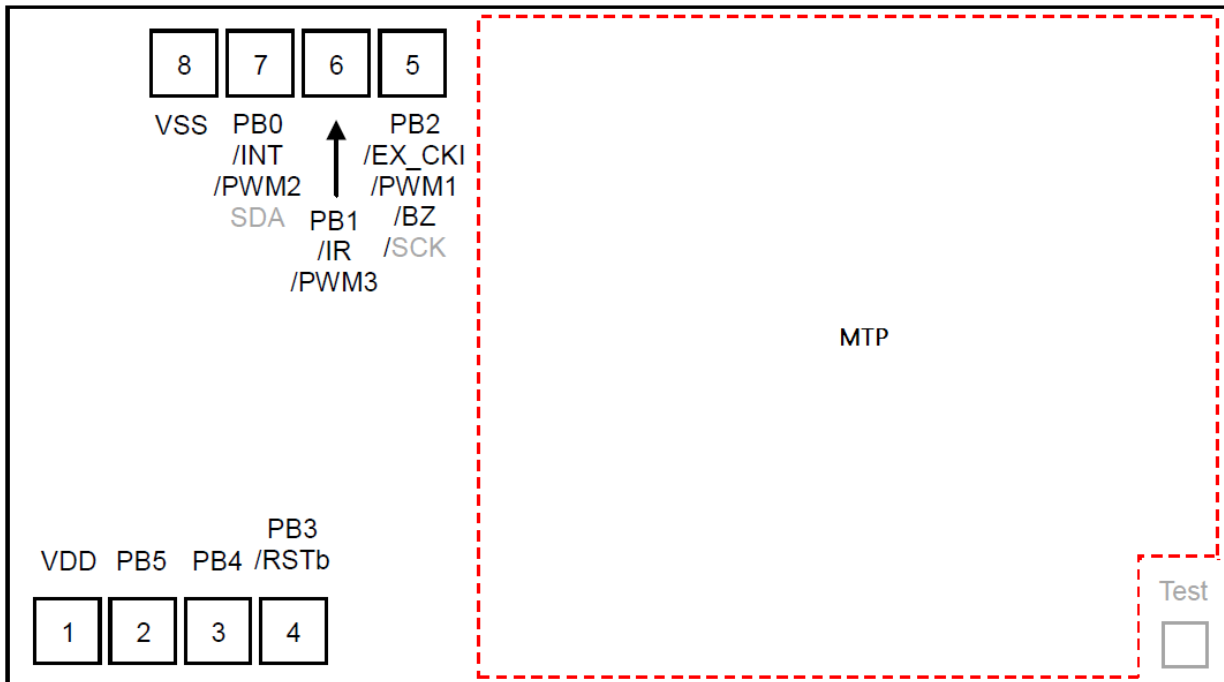 8 7 6 5
VSS
PB0
/INT
/PWM2
SDA
PB1
/IR
/PWM3
PB2
/EX_CKI
/PWM1
/BZ
/SCK
MTP
VDD PB5 PB4 PB3
/RSTb
1 2 3 4
Test